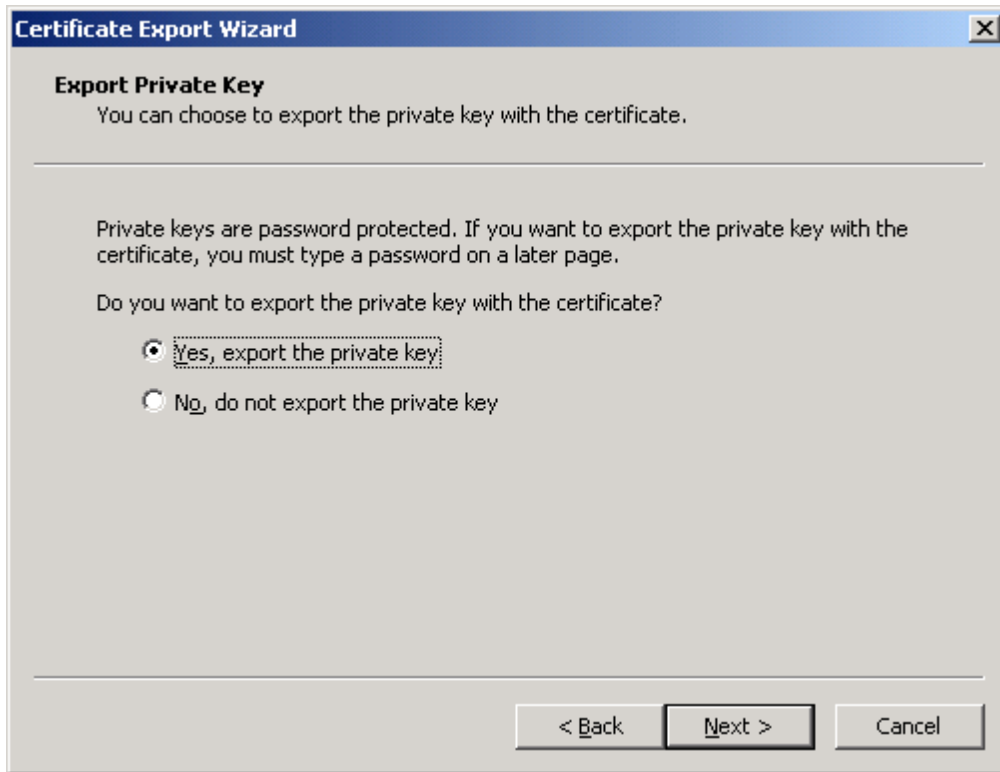 Certificate Export Wizard
Export Private Key
You can choose to export the private key with the certificate.
Private keys are password protected. If you want to export the private key with the
certificate, you must type a password on a later page.
Do you want to export the private key with the certificate?
Yes, export the private key
No, do not export the private key
< Back Next > Cancel